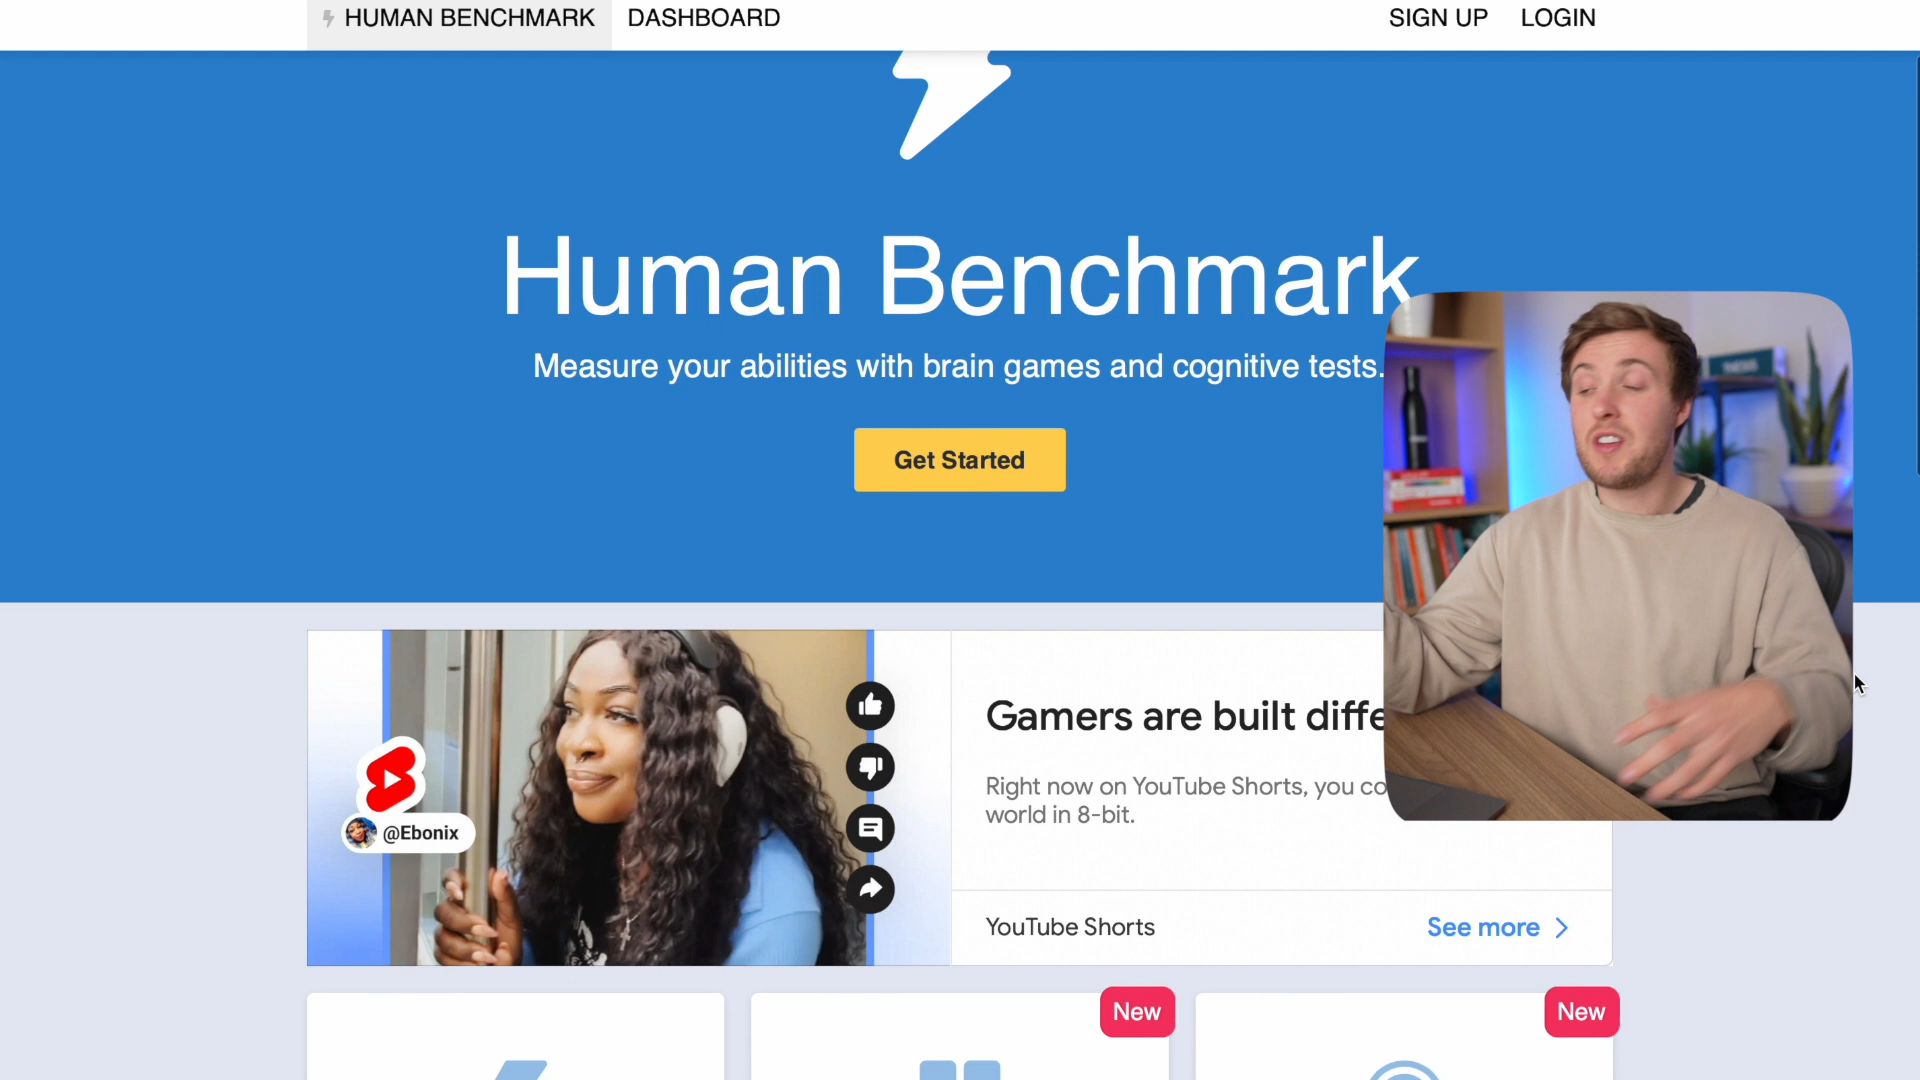 HUMAN BENCHMARK
DASHBOARD
SIGN UP
LOGIN
Human Benchmark
Measure your abilities with brain games and cognitive tests.
Get Started
@Ebonix
Gamers are built diffe
Right now on YouTube Shorts, you co
world in 8-bit.
YouTube Shorts
See more
New
New